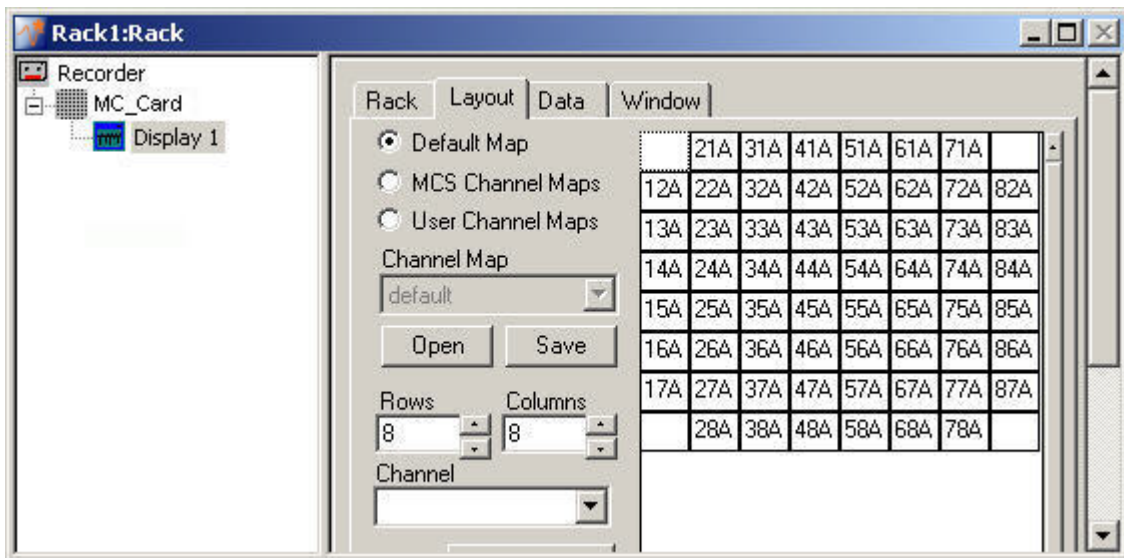 Rack1:Rack
Recorder
MC_Card
Display 1
Rack Layout Data Window
Default Map
MCS Channel Maps
User Channel Maps
Channel Map
default
Open Save
Rows Columns
8 8
Channel
21A 31A 41A 51A 61A 71A
12A 22A 32A 42A 52A 62A 72A 82A
13A 23A 33A 43A 53A 63A 73A 83A
14A 24A 34A 44A 54A 64A 74A 84A
15A 25A 35A 45A 55A 65A 75A 85A
16A 26A 36A 46A 56A 66A 76A 86A
17A 27A 37A 47A 57A 67A 77A 87A
28A 38A 48A 58A 68A 78A